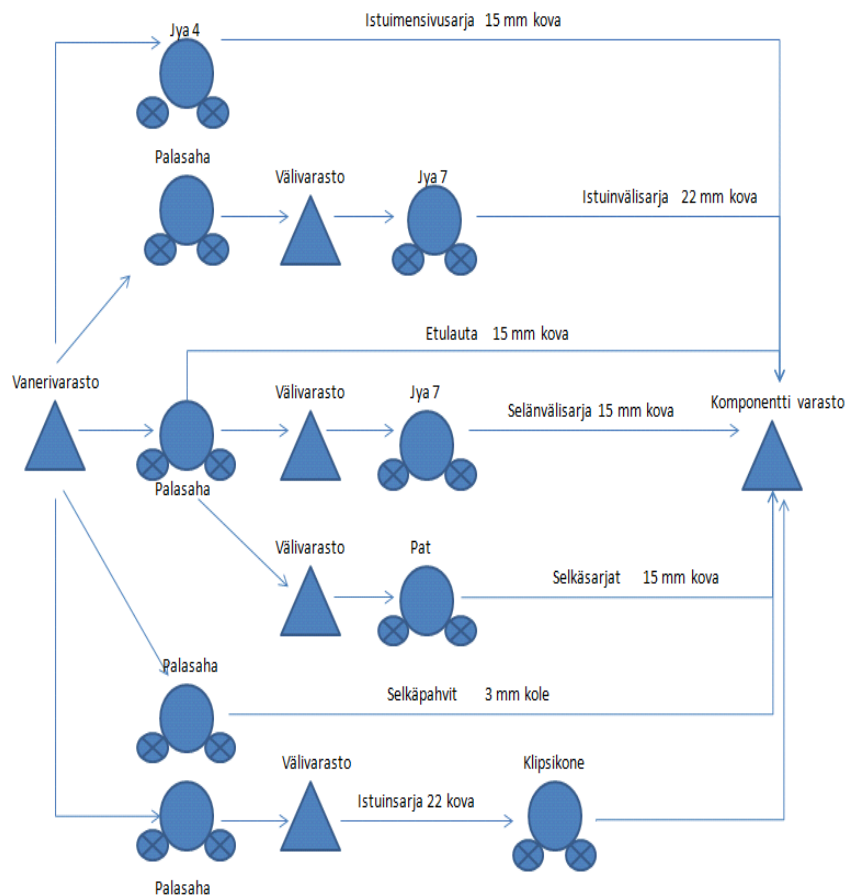 Istuimensivusarja 15 mm kova
Jya 4
Palasaha
Välivarasto
Jya 7
Istuinvälisarja 22 mm kova
Etulauta 15 mm kova
Vanerivarasto
Välivarasto
Jya 7
Selänvälisarja 15 mm kova
Komponentti varasto
Palasaha
Välivarasto
Pat
Selkäsarjat 15 mm kova
Palasaha
Selkäpahvit 3 mm kole
Välivarasto
Istuinsarja 22 kova
Klipsikone
Palasaha